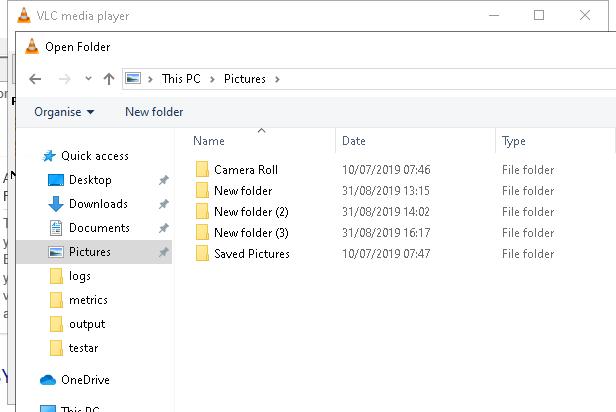 VLC media player
Open Folder
This PC > Pictures >
Organise New folder
Name Date Type
Quick access
Desktop
Downloads
Documents
Pictures
logs
metrics
output
testar
OneDrive
This PC
Camera Roll 10/07/2019 07:46 File folder
New folder 31/08/2019 13:15 File folder
New folder (2) 31/08/2019 14:02 File folder
New folder (3) 31/08/2019 16:17 File folder
Saved Pictures 10/07/2019 07:47 File folder